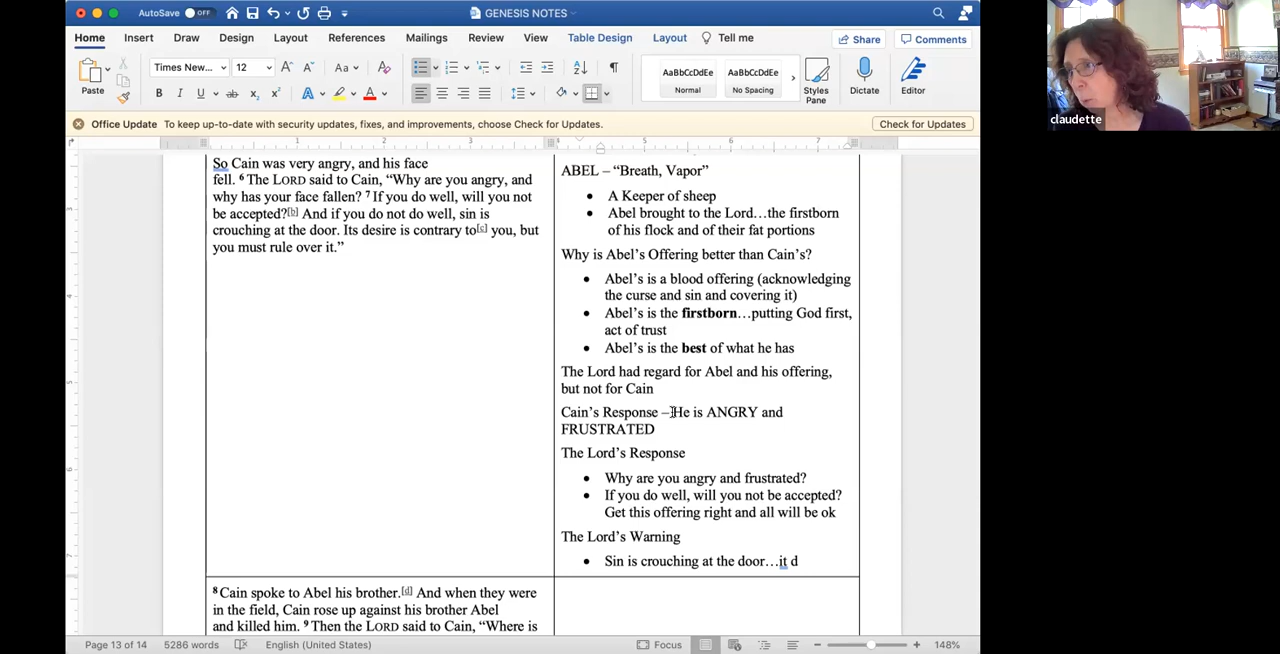 AutoSave OFF
GENESIS NOTES
Home Insert Draw Design Layout References Mailings Review View Table Design Layout Tell me
Share Comments
Paste
Times New... 12
Aa
AaBbCcDdEe AaBbCcDdEe
Normal No Spacing
Styles
Pane
Dictate
Editor
claudette
Office Update To keep up-to-date with security updates, fixes, and improvements, choose Check for Updates.
Check for Updates
So Cain was very angry, and his face
fell. 6 The LORD said to Cain, “Why are you angry, and
why has your face fallen? 7 If you do well, will you not
be accepted?[b] And if you do not do well, sin is
crouching at the door. Its desire is contrary to[c] you, but
you must rule over it.”
ABEL – “Breath, Vapor”
• A Keeper of sheep
• Abel brought to the Lord…the firstborn
of his flock and of their fat portions
Why is Abel’s Offering better than Cain’s?
• Abel’s is a blood offering (acknowledging
the curse and sin and covering it)
• Abel’s is the firstborn…putting God first,
act of trust
• Abel’s is the best of what he has
The Lord had regard for Abel and his offering,
but not for Cain
Cain’s Response –He is ANGRY and
FRUSTRATED
The Lord’s Response
• Why are you angry and frustrated?
• If you do well, will you not be accepted?
Get this offering right and all will be ok
The Lord’s Warning
• Sin is crouching at the door…it d
8 Cain spoke to Abel his brother.[d] And when they were
in the field, Cain rose up against his brother Abel
and killed him. 9 Then the LORD said to Cain, “Where is
Page 13 of 14 5286 words English (United States) Focus 148%